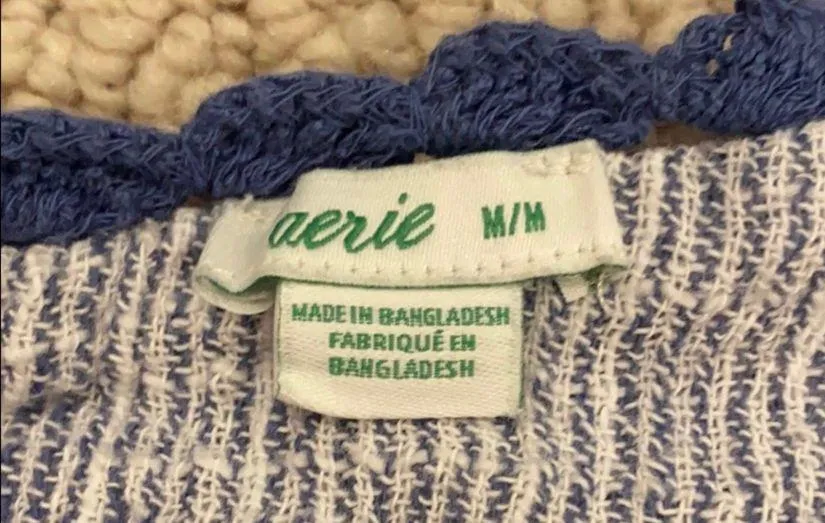 aerie M/M
MADE IN BANGLADESH
FABRIQUÉ EN
BANGLADESH